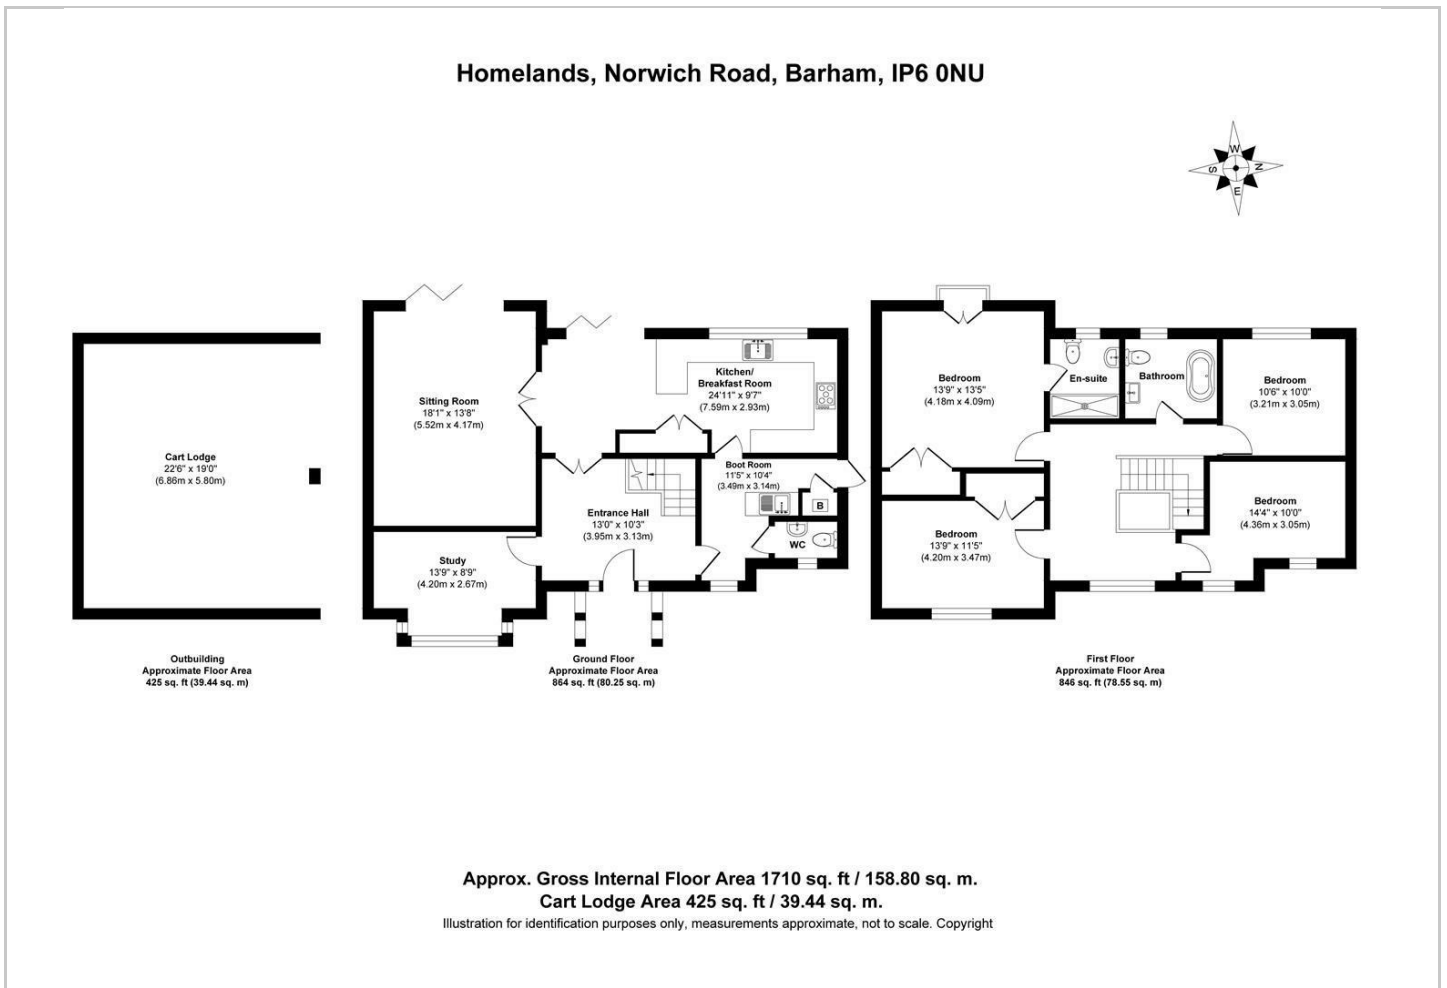 Homelands, Norwich Road, Barham, IP6 0NU
W
S
N
E
Cart Lodge
22'6" x 19'0"
(6.86m x 5.80m)
Sitting Room
18'1" x 13'8"
(5.52m x 4.17m)
Kitchen/
Breakfast Room
24'11" x 9'7"
(7.59m x 2.93m)
Boot Room
11'5" x 10'4"
(3.49m x 3.14m)
B
Entrance Hall
13'0" x 10'3"
(3.95m x 3.13m)
WC
Study
13'9" x 8'9"
(4.20m x 2.67m)
Bedroom
13'9" x 13'5"
(4.18m x 4.09m)
En-suite
Bathroom
Bedroom
10'6" x 10'0"
(3.21m x 3.05m)
Bedroom
14'4" x 10'0"
(4.36m x 3.05m)
Bedroom
13'9" x 11'5"
(4.20m x 3.47m)
Outbuilding
Approximate Floor Area
425 sq. ft (39.44 sq. m)
Ground Floor
Approximate Floor Area
864 sq. ft (80.25 sq. m)
First Floor
Approximate Floor Area
846 sq. ft (78.55 sq. m)
Approx. Gross Internal Floor Area 1710 sq. ft / 158.80 sq. m.
Cart Lodge Area 425 sq. ft / 39.44 sq. m.
Illustration for identification purposes only, measurements approximate, not to scale. Copyright